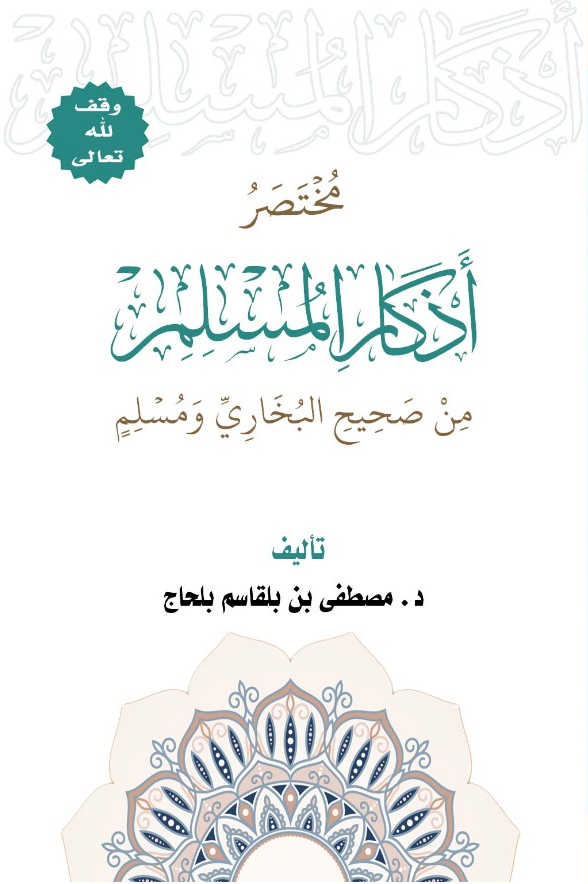 أذكار المسلم
وقف
لله
تعالى
مُخْتَصَرُ
أَذْكَارِ المُسْلِمِ
مِنْ صَحِيحِ البُخَارِيِّ وَمُسْلِمٍ
تأليف
د. مصطفى بن بلقاسم بلحاج